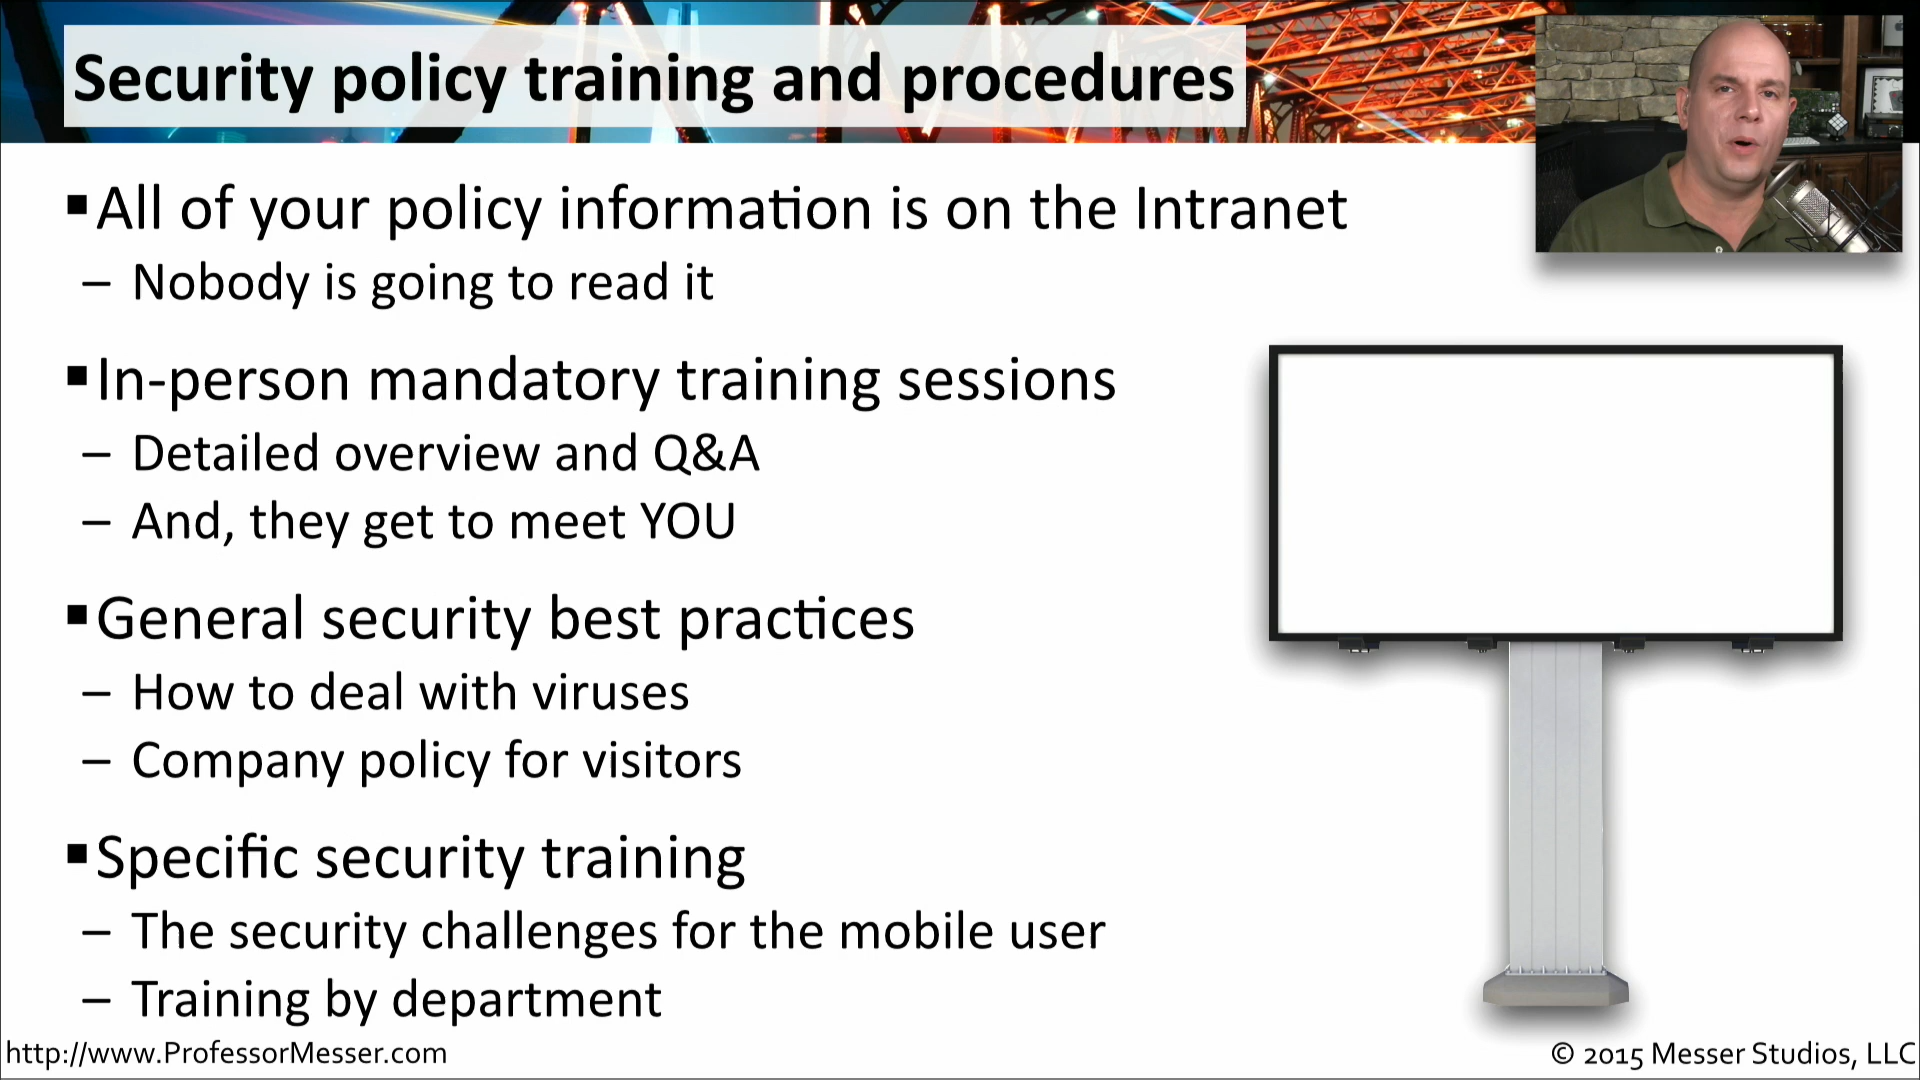 Security policy training and procedures
▪All of your policy information is on the Intranet
– Nobody is going to read it
▪In-person mandatory training sessions
– Detailed overview and Q&A
– And, they get to meet YOU
▪General security best practices
– How to deal with viruses
– Company policy for visitors
▪Specific security training
– The security challenges for the mobile user
– Training by department
http://www.ProfessorMesser.com
© 2015 Messer Studios, LLC